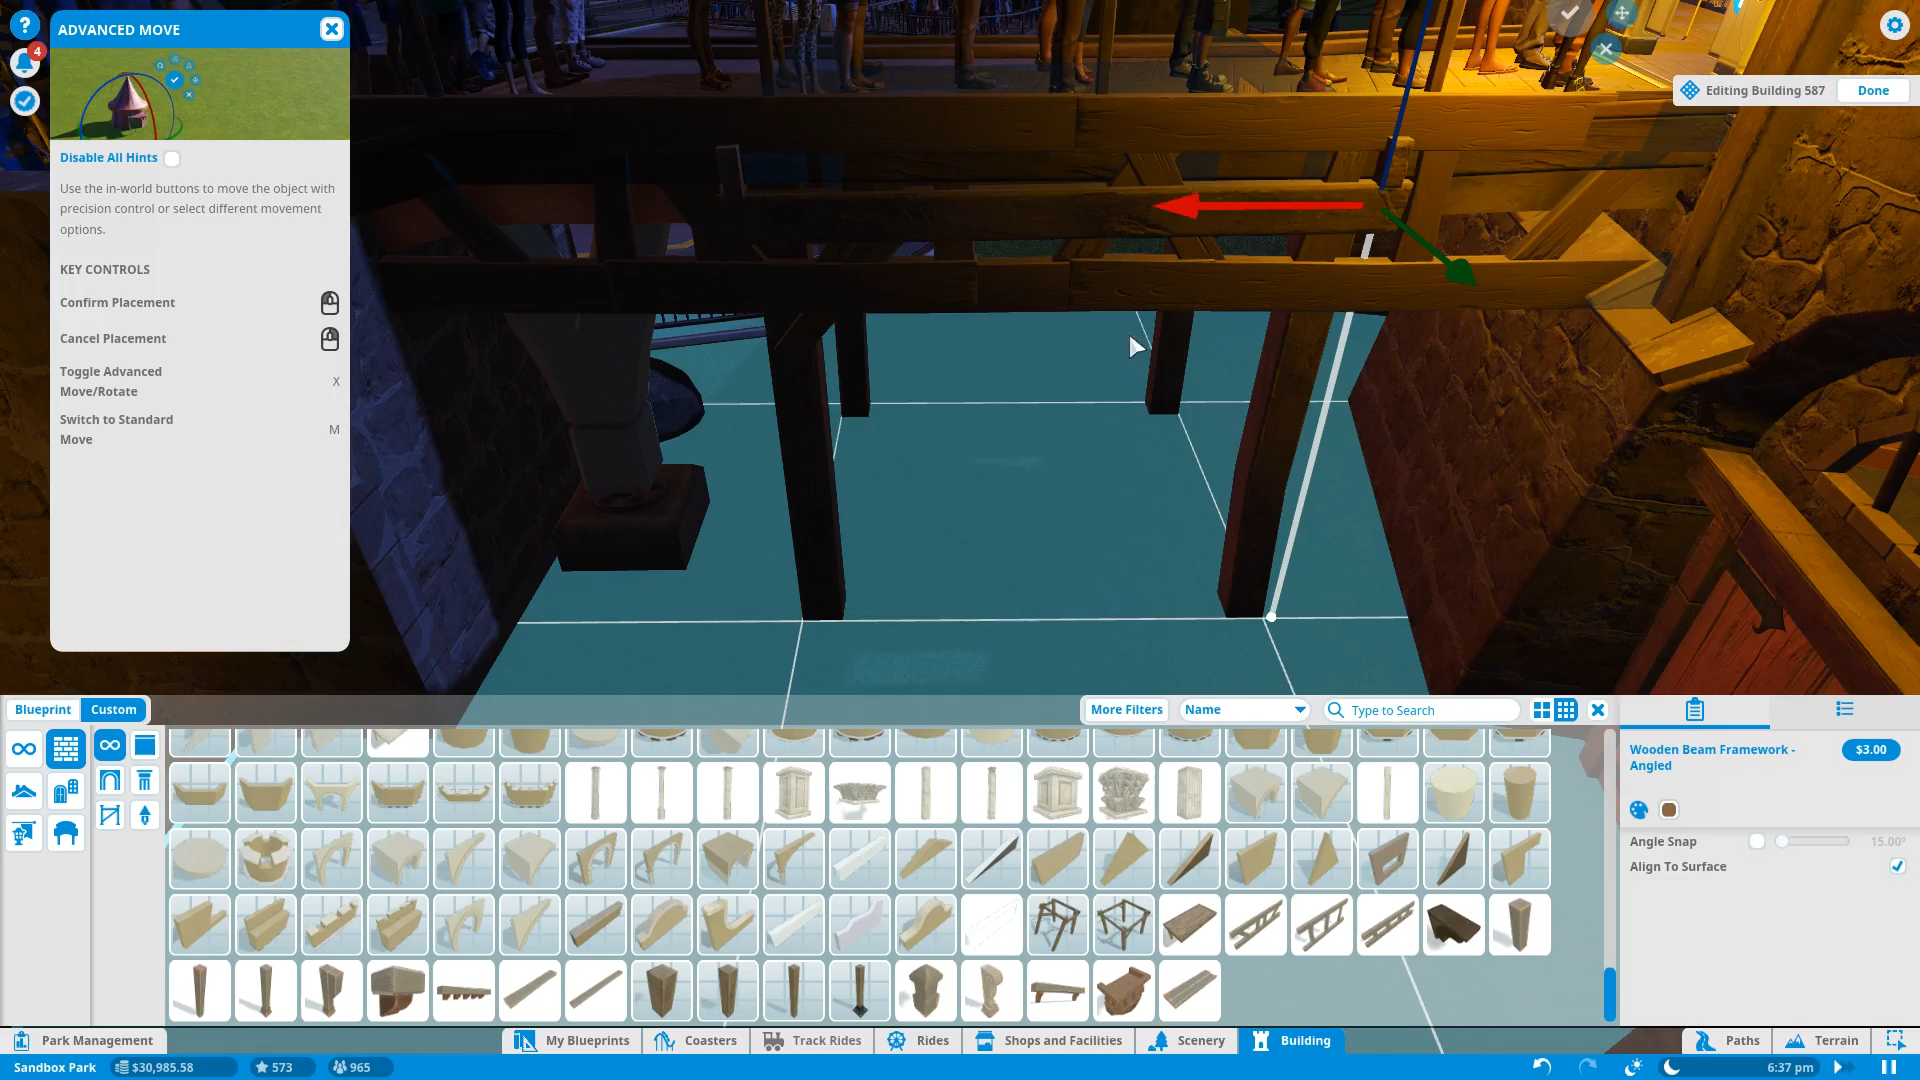 ?
ADVANCED MOVE
4
Disable All Hints
Use the in-world buttons to move the object with
precision control or select different movement
options.
KEY CONTROLS
Confirm Placement
Cancel Placement
Toggle Advanced
Move/Rotate
X
Switch to Standard
Move
M
Editing Building 587
Done
Blueprint
Custom
More Filters
Name
Type to Search
Wooden Beam Framework -
Angled
$3.00
Angle Snap
15.00°
Align To Surface
Park Management
My Blueprints
Coasters
Track Rides
Rides
Shops and Facilities
Scenery
Building
Paths
Terrain
Sandbox Park
$30,985.58
573
965
6:37 pm